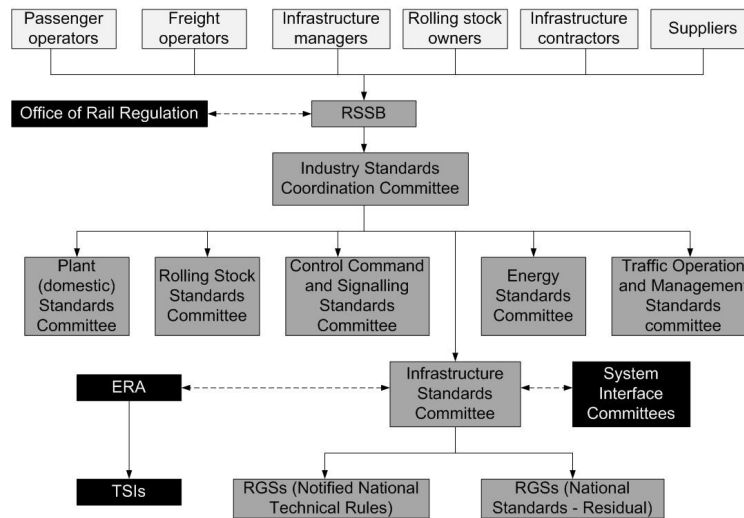 Passenger
operators
Freight
operators
Infrastructure
managers
Rolling stock
owners
Infrastructure
contractors
Suppliers
Office of Rail Regulation
RSSB
Industry Standards
Coordination Committee
Plant
(domestic)
Standards
Committee
Rolling Stock
Standards
Committee
Control Command
and Signalling
Standards
Committee
Energy
Standards
Committee
Traffic Operation
and Management
Standards
committee
ERA
Infrastructure
Standards
Committee
System
Interface
Committees
TSIs
RGSs (Notified National
Technical Rules)
RGSs (National
Standards - Residual)